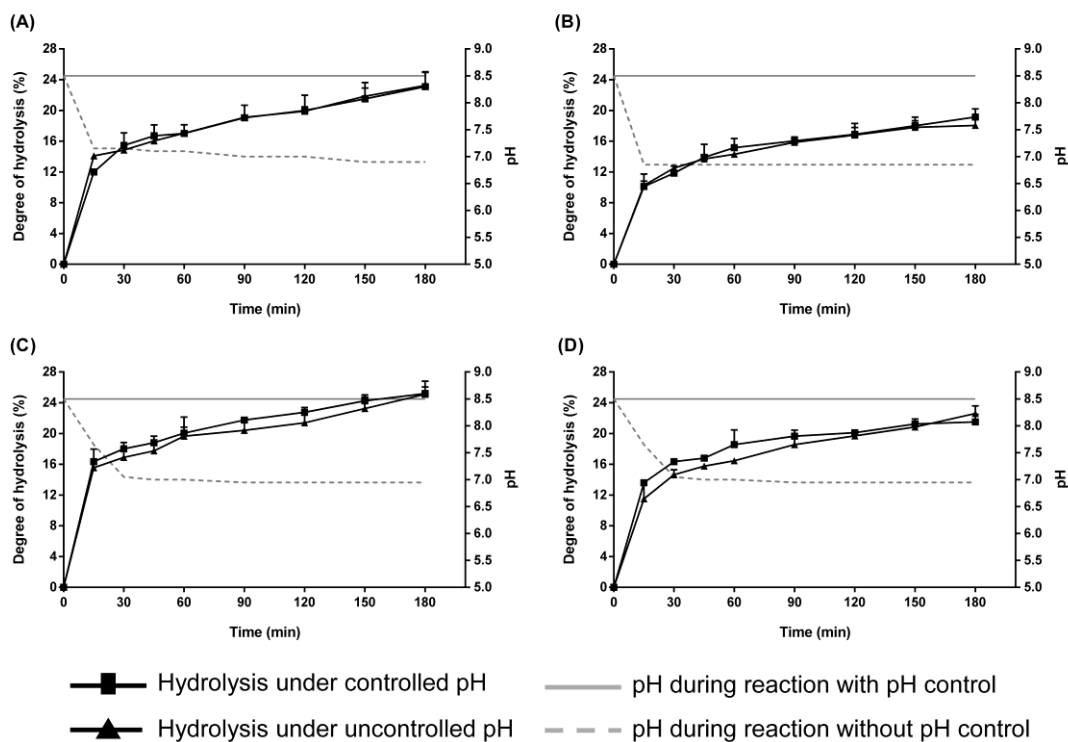 (A)
28
24
20
16
12
8
4
0
Degree of hydrolysis (%)
9.0
8.5
8.0
7.5
7.0
6.5
6.0
5.5
5.0
pH
0 30 60 90 120 150 180
Time (min)
(B)
28
24
20
16
12
8
4
0
Degree of hydrolysis (%)
9.0
8.5
8.0
7.5
7.0
6.5
6.0
5.5
5.0
pH
0 30 60 90 120 150 180
Time (min)
(C)
28
24
20
16
12
8
4
0
Degree of hydrolysis (%)
9.0
8.5
8.0
7.5
7.0
6.5
6.0
5.5
5.0
pH
0 30 60 90 120 150 180
Time (min)
(D)
28
24
20
16
12
8
4
0
Degree of hydrolysis (%)
9.0
8.5
8.0
7.5
7.0
6.5
6.0
5.5
5.0
pH
0 30 60 90 120 150 180
Time (min)
Hydrolysis under controlled pH
pH during reaction with pH control
Hydrolysis under uncontrolled pH
pH during reaction without pH control